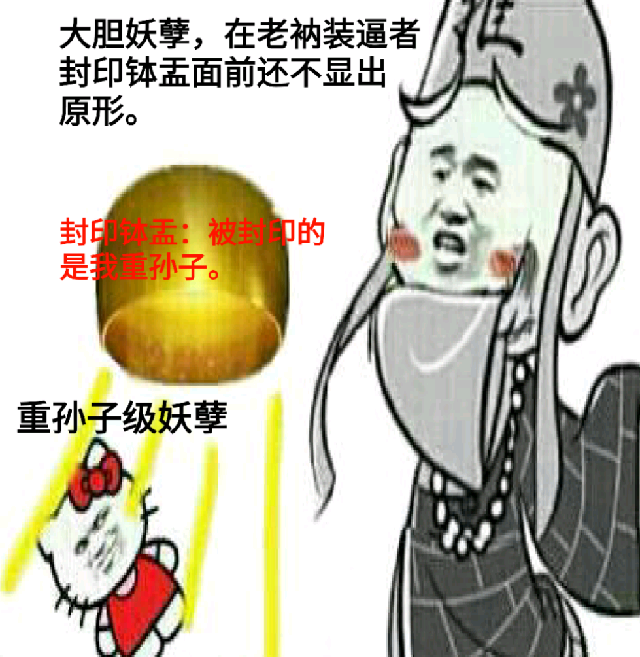 大胆妖孽，在老衲装逼者
封印钵盂面前还不显出
原形。
封印钵盂：被封印的
是我重孙子。
重孙子级妖孽